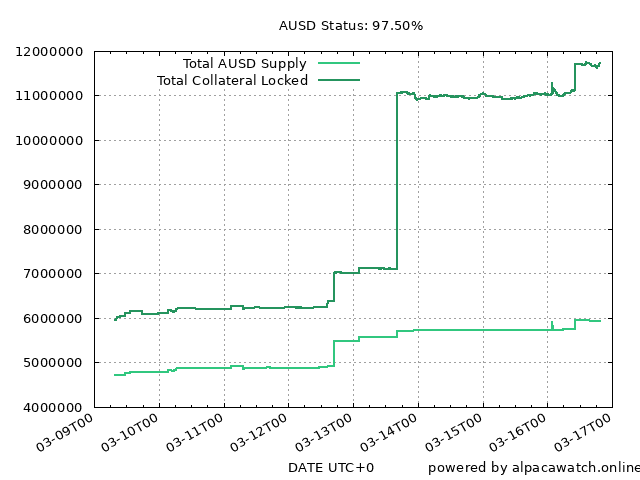 AUSD Status: 97.50%
12000000
11000000
10000000
9000000
8000000
7000000
6000000
5000000
4000000
Total AUSD Supply
Total Collateral Locked
03-09T00
03-10T00
03-11T00
03-12T00
03-13T00
03-14T00
03-15T00
03-16T00
03-17T00
DATE UTC+0
powered by alpacawatch.online